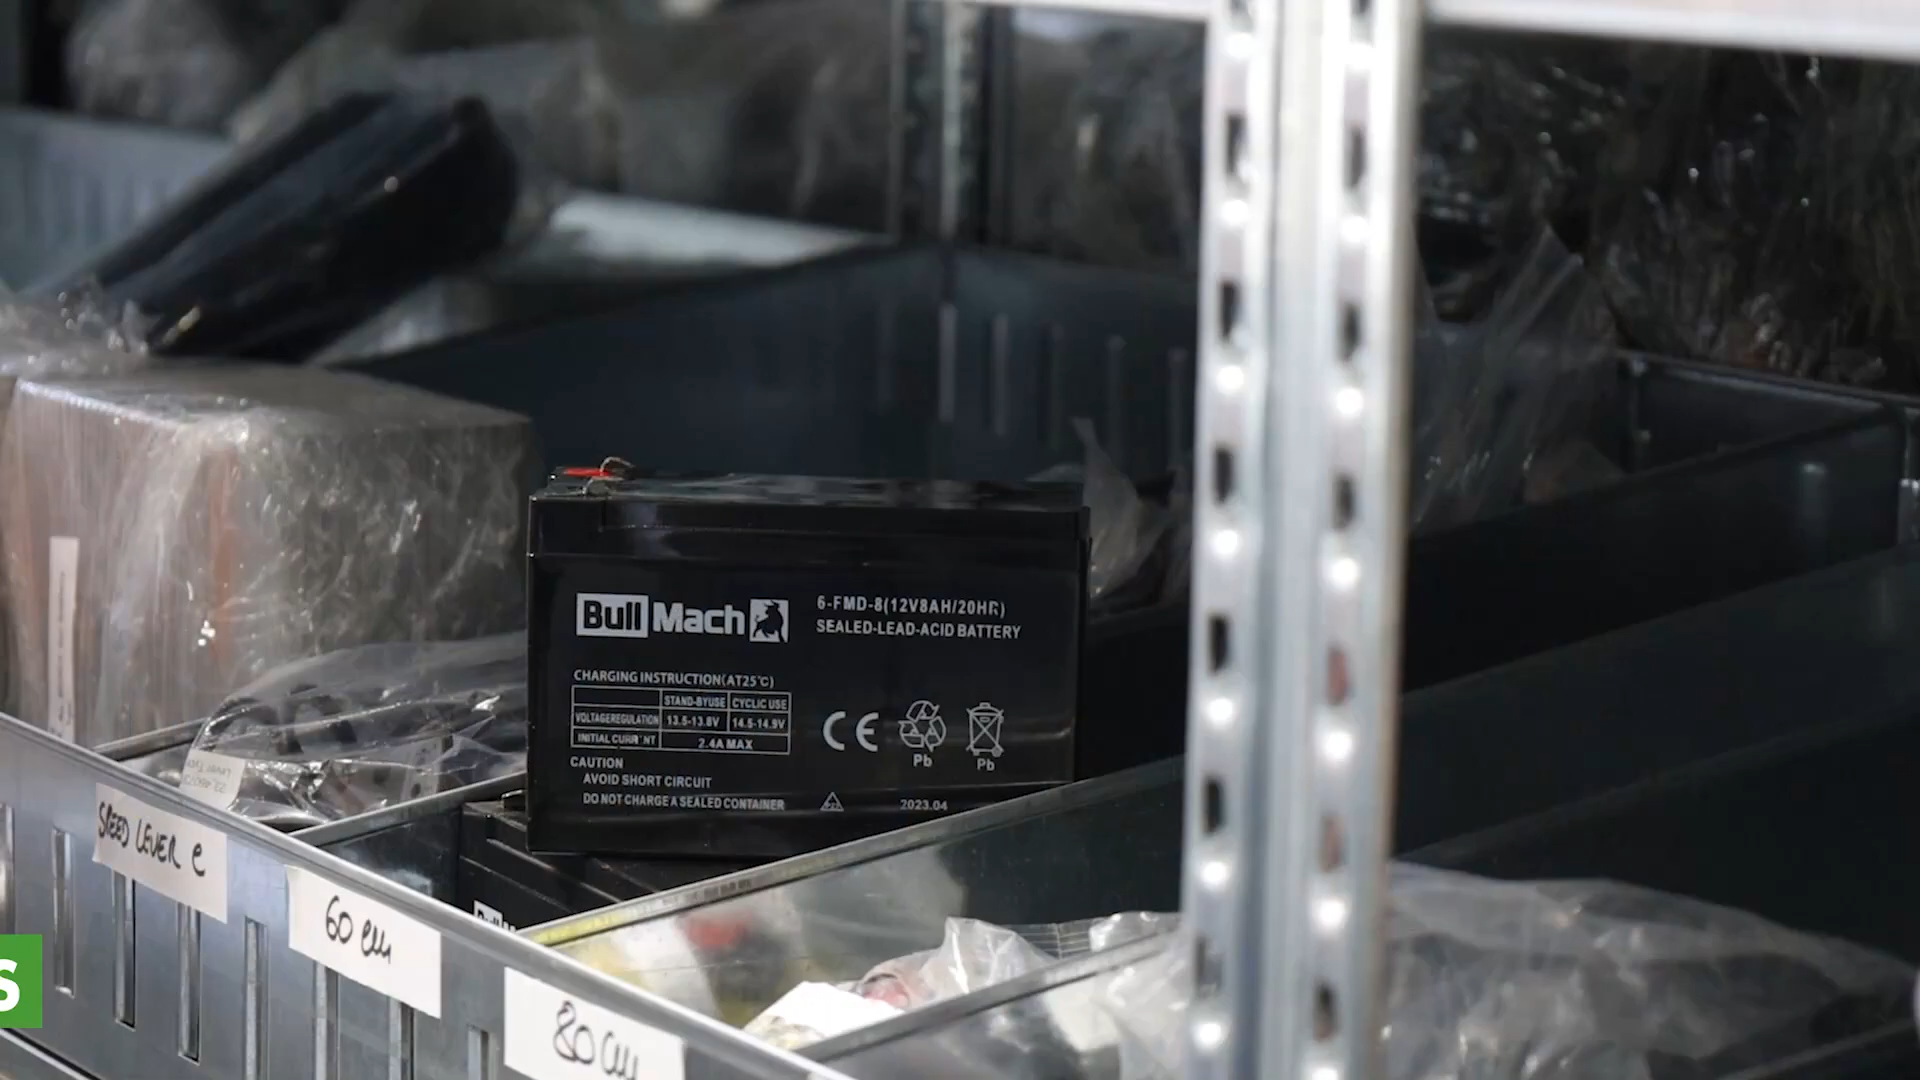 Bull Mach
6-FMD-8(12V8AH/20HR)
SEALED-LEAD-ACID BATTERY
CHARGING INSTRUCTION(AT25℃)
STAND-BYUSE CYCLIC USE
VOLTAGEREGULATION 13.5-13.8V 14.5-14.9V
INITIAL CURRENT 2.4A MAX
CE
Pb
Pb
CAUTION
AVOID SHORT CIRCUIT
DO NOT CHARGE A SEALED CONTAINER
2023.04
SPEED LEVER e
60 cm
80 cm
S